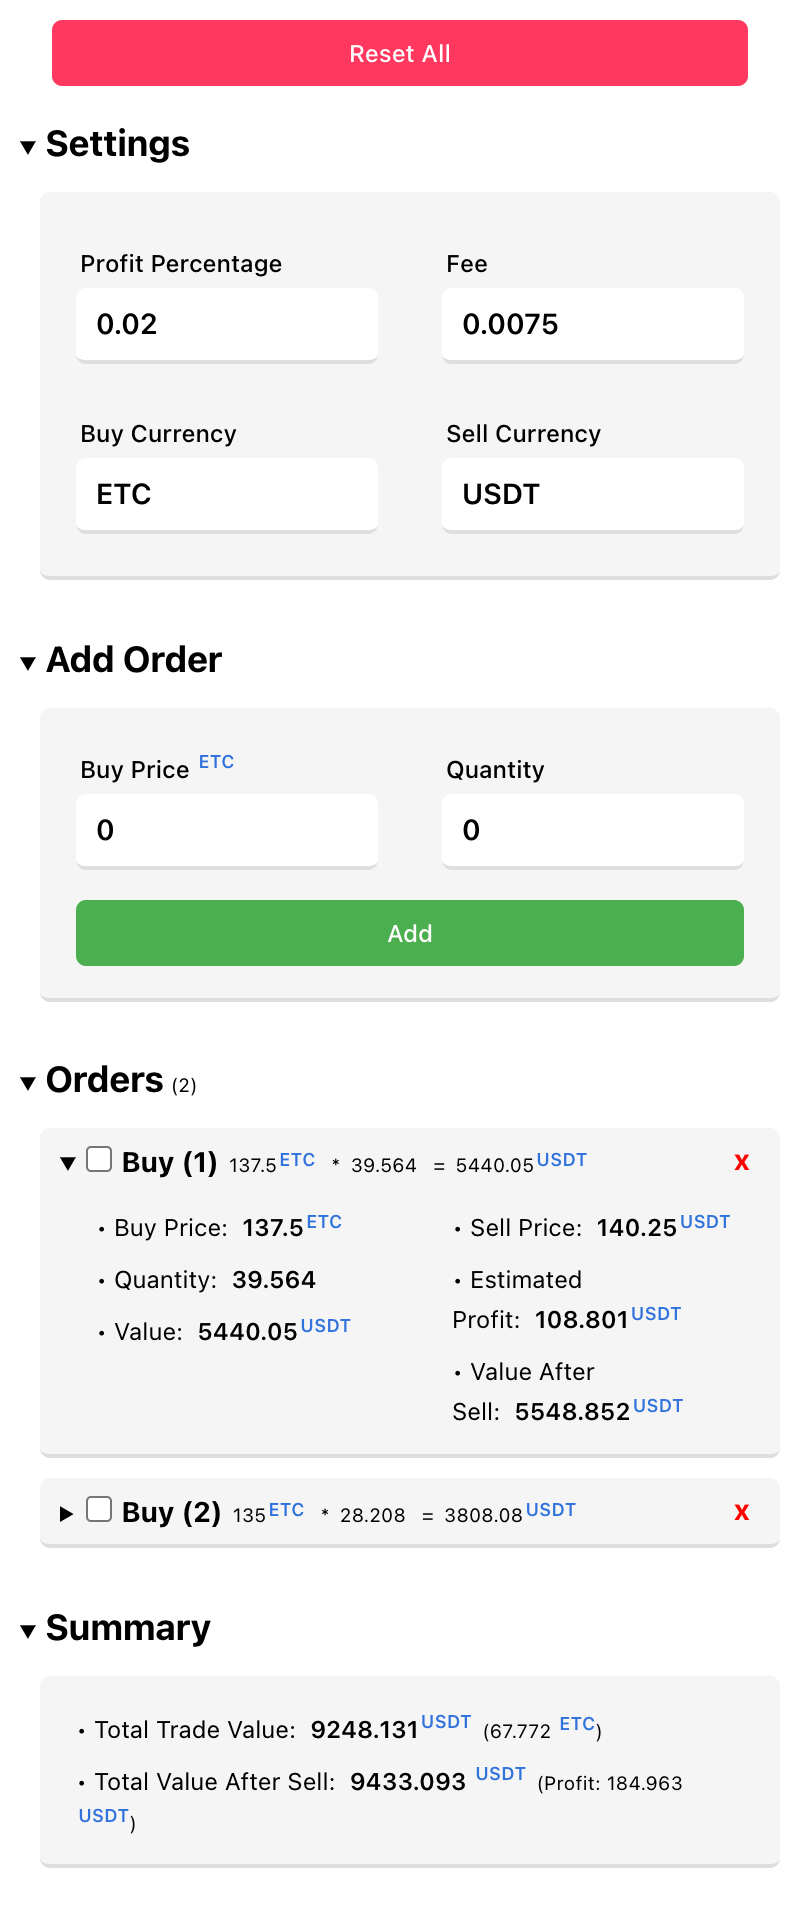 Reset All
▼ Settings
Profit Percentage
Fee
0.02
0.0075
Buy Currency
Sell Currency
ETC
USDT
▼ Add Order
Buy Price ETC
Quantity
0
0
Add
▼ Orders (2)
▼ Buy (1) 137.5 ETC * 39.564 = 5440.05 USDT x
• Buy Price: 137.5 ETC
• Quantity: 39.564
• Value: 5440.05 USDT
• Sell Price: 140.25 USDT
• Estimated
Profit: 108.801 USDT
• Value After
Sell: 5548.852 USDT
▶ Buy (2) 135 ETC * 28.208 = 3808.08 USDT x
▼ Summary
• Total Trade Value: 9248.131 USDT (67.772 ETC)
• Total Value After Sell: 9433.093 USDT (Profit: 184.963
USDT)